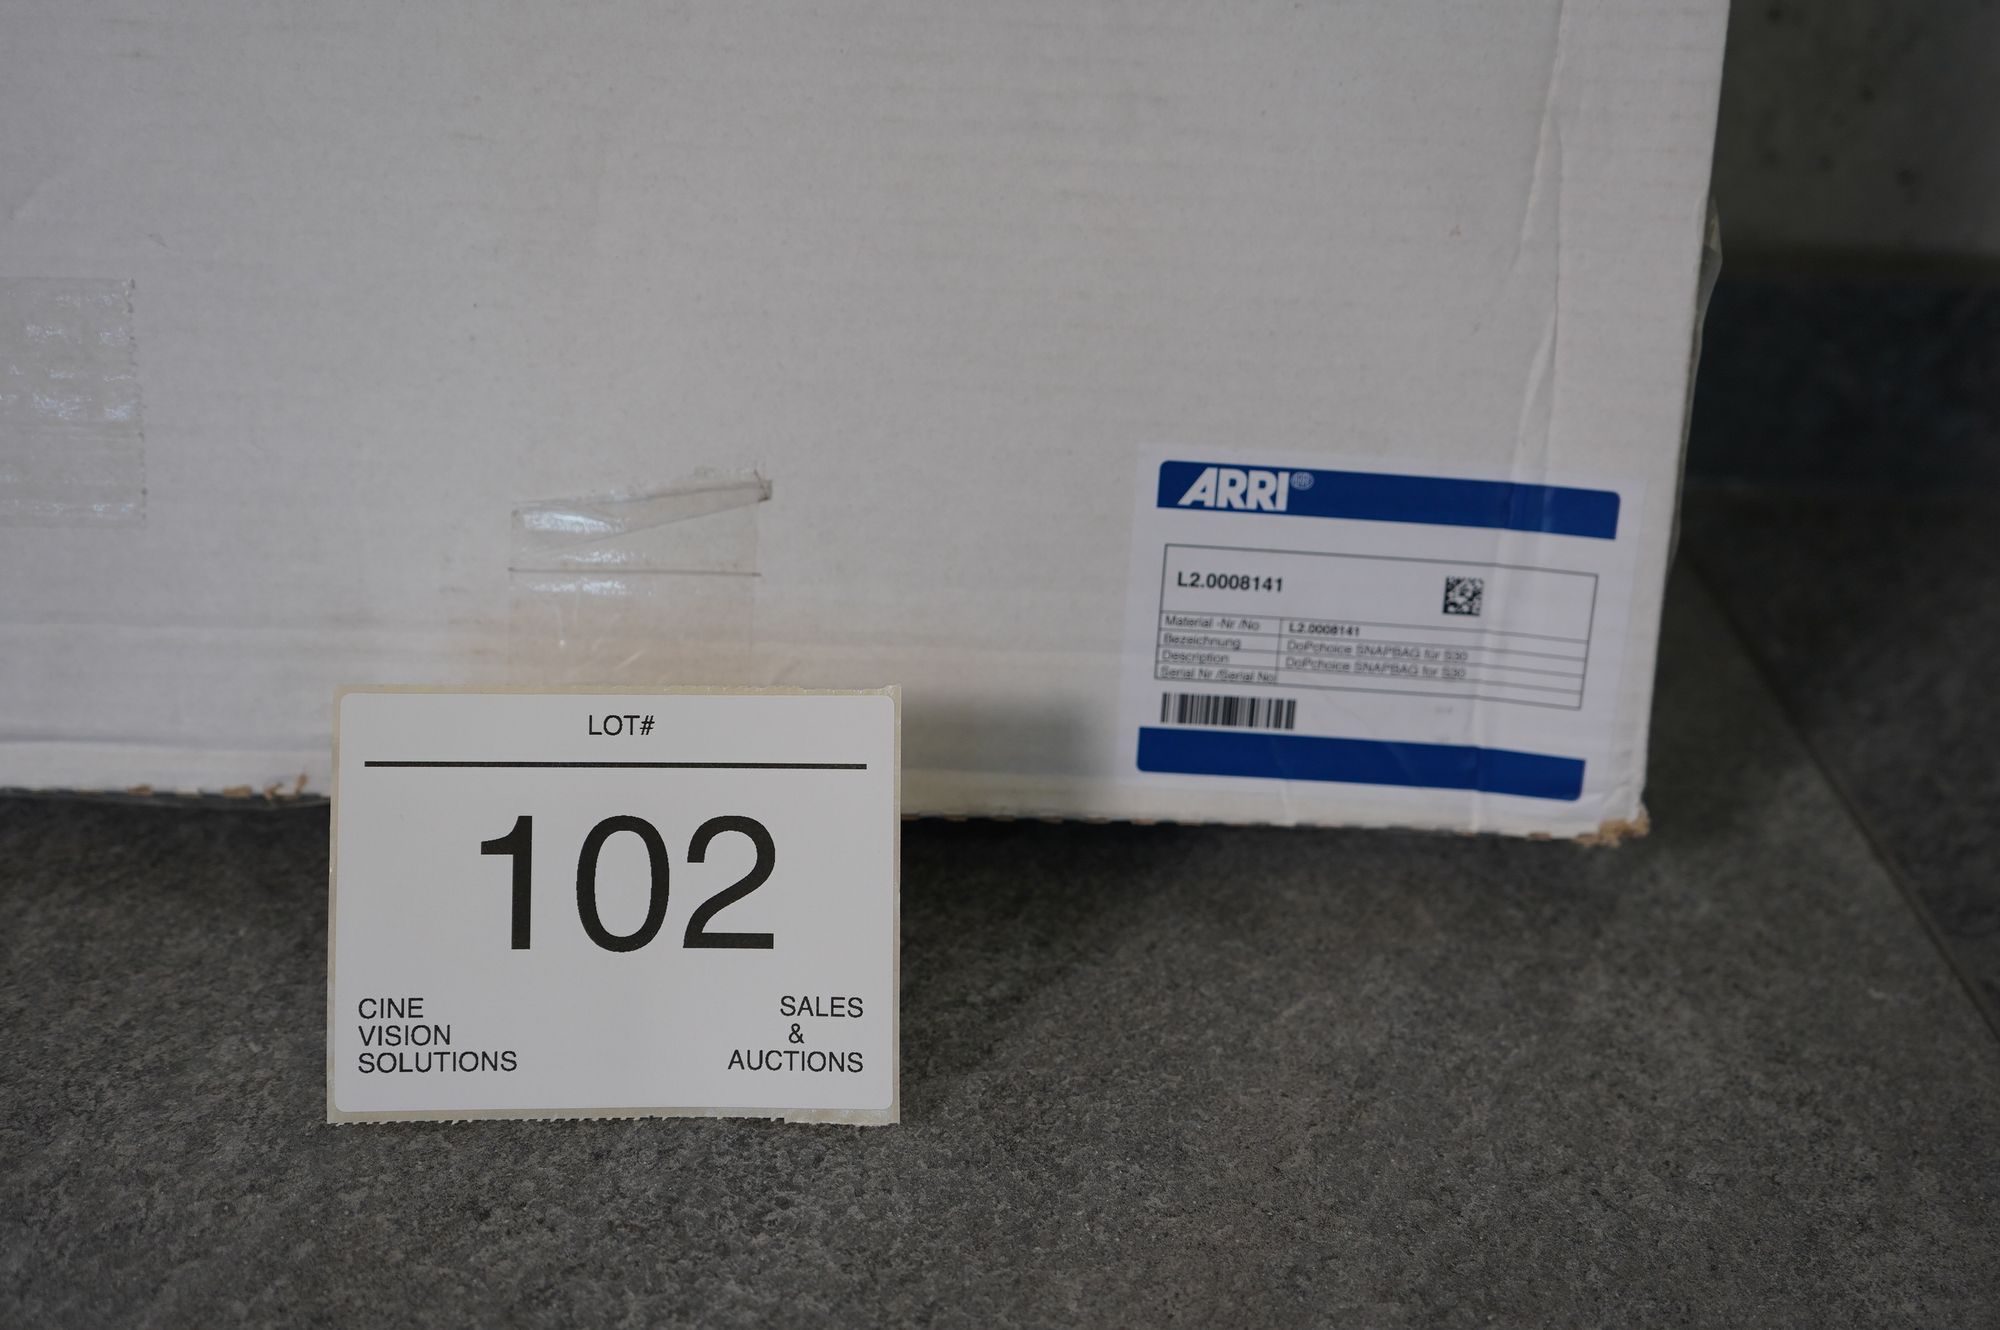 ARRI®
L2.0008141
Material -Nr /No L2.0008141
Bezeichnung DoPchoice SNAPBAG für S30
Description DoPchoice SNAPBAG for S30
Serial Nr /Serial No
LOT#
102
CINE
VISION
SOLUTIONS
SALES
&
AUCTIONS